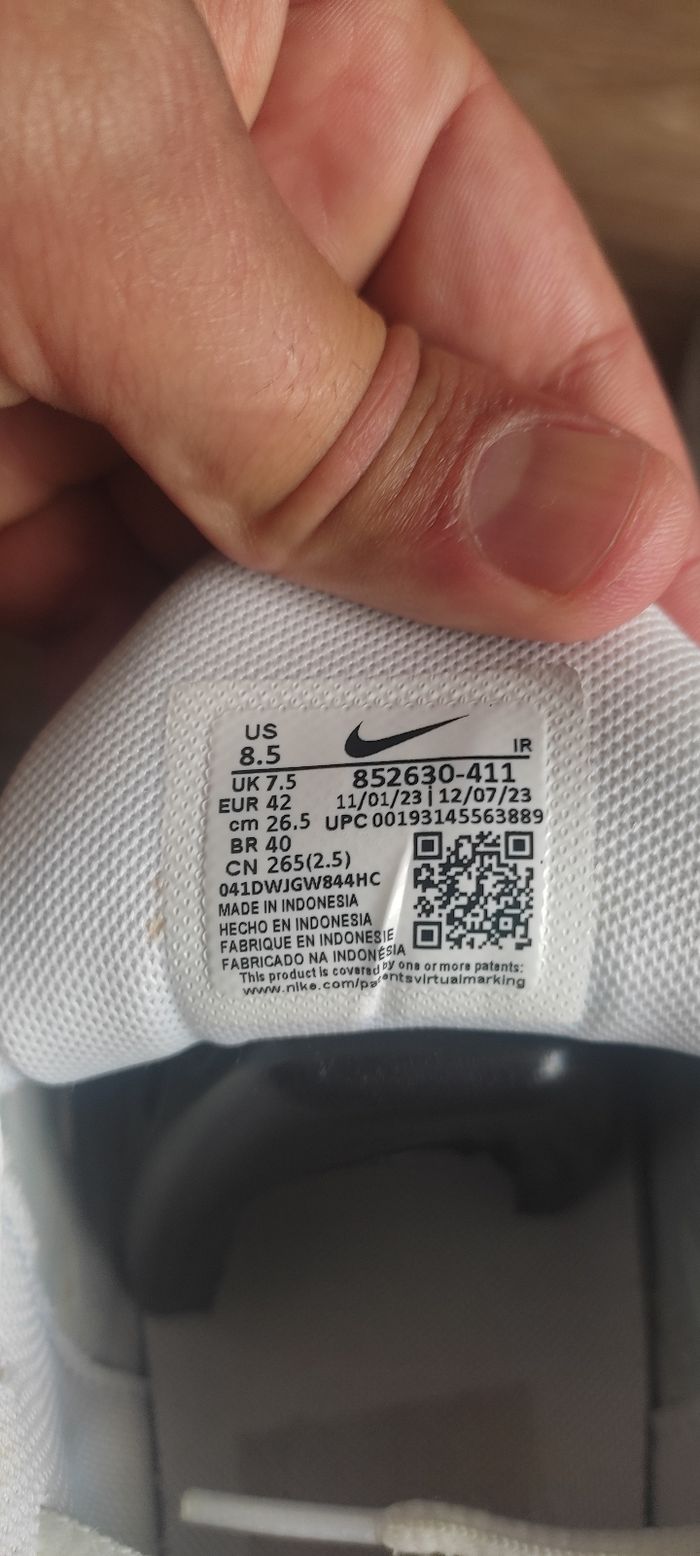 US
8.5
IR
UK 7.5
852630-411
EUR 42
11/01/23 | 12/07/23
cm 26.5
UPC 00193145563889
BR 40
CN 265(2.5)
041DWJGW844HC
MADE IN INDONESIA
HECHO EN INDONESIA
FABRIQUE EN INDONESIE
FABRICADO NA INDONÉSIA
This product is covered by one or more patents:
www.nike.com/patentsvirtualmarking